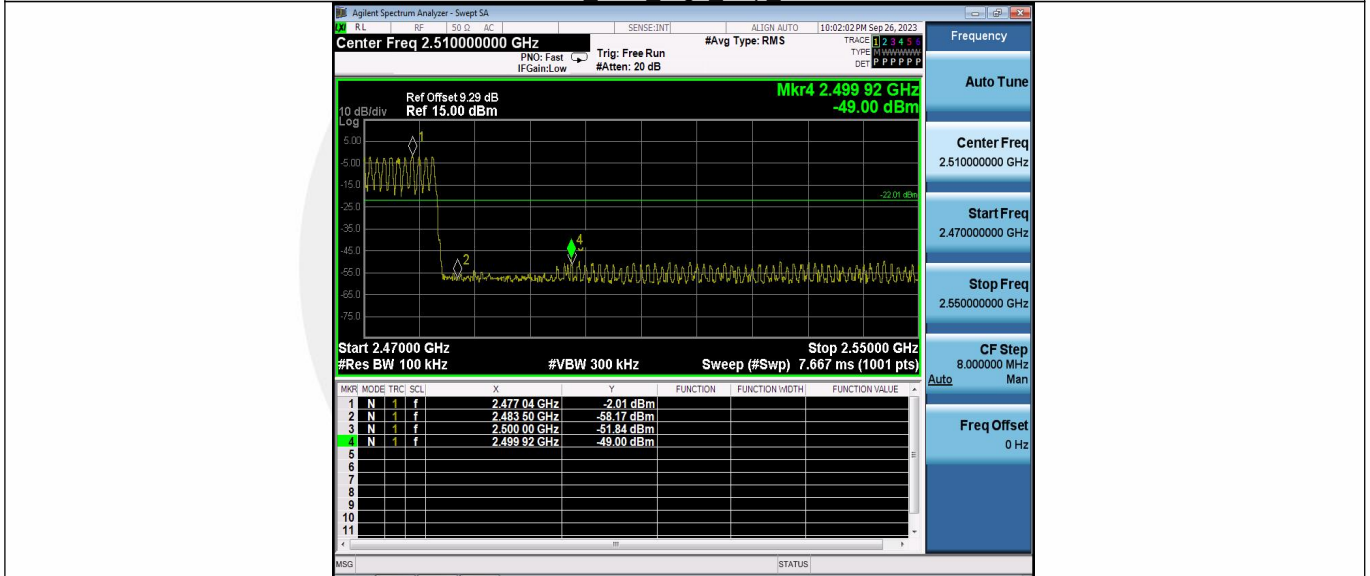 Agilent Spectrum Analyzer - Swept SA
RL RF 50 Ω AC SENSE:INT ALIGN AUTO 10:02:02 PM Sep 26, 2023
Center Freq 2.510000000 GHz
PNO: Fast
IFGain:Low
Trig: Free Run
#Atten: 20 dB
#Avg Type: RMS
TRACE 1 2 3 4 5 6
TYPE M WWWWW
DET P P P P P P
Mkr4 2.499 92 GHz
-49.00 dBm
Ref Offset 9.29 dB
10 dB/div Ref 15.00 dBm
Log
5.00
-5.00
-15.0
-25.0
-35.0
-45.0
-55.0
-65.0
-75.0
1
2
4
-22.01 dBm
Start 2.47000 GHz Stop 2.55000 GHz
#Res BW 100 kHz #VBW 300 kHz Sweep (#Swp) 7.667 ms (1001 pts)
MKR MODE TRC SCL X Y FUNCTION FUNCTION WIDTH FUNCTION VALUE
1 N 1 f 2.477 04 GHz -2.01 dBm
2 N 1 f 2.483 50 GHz -58.17 dBm
3 N 1 f 2.500 00 GHz -51.84 dBm
4 N 1 f 2.499 92 GHz -49.00 dBm
5
6
7
8
9
10
11
MSG STATUS
Frequency
Auto Tune
Center Freq
2.510000000 GHz
Start Freq
2.470000000 GHz
Stop Freq
2.550000000 GHz
CF Step
8.000000 MHz
Auto Man
Freq Offset
0 Hz